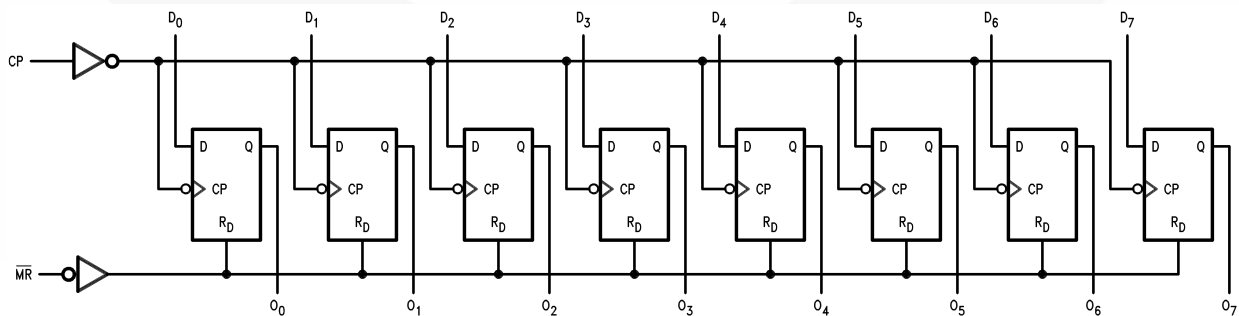 D0 D1 D2 D3 D4 D5 D6 D7
CP
D Q D Q D Q D Q D Q D Q D Q D Q
CP CP CP CP CP CP CP CP
RD RD RD RD RD RD RD RD
M̅R̅
O0 O1 O2 O3 O4 O5 O6 O7